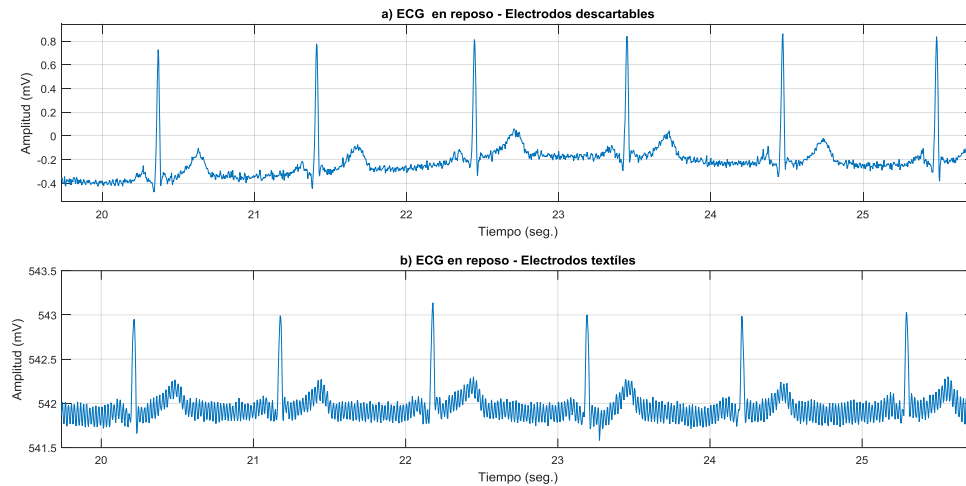 a) ECG  en reposo - Electrodos descartables
Amplitud (mV)
0.8
0.6
0.4
0.2
0
-0.2
-0.4
20 21 22 23 24 25
Tiempo (seg.)
b) ECG en reposo - Electrodos textíles
Amplitud (mV)
543.5
543
542.5
542
541.5
20 21 22 23 24 25
Tiempo (seg.)